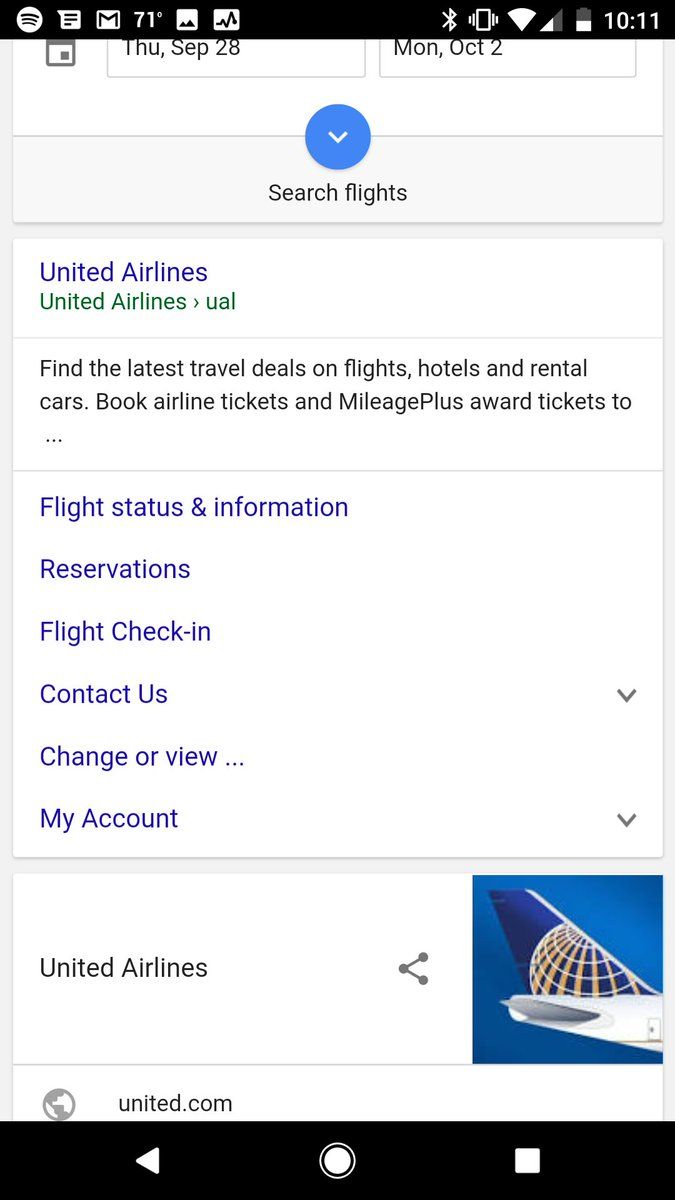 71° 10:11
Thu, Sep 28 Mon, Oct 2
Search flights
United Airlines
United Airlines › ual
Find the latest travel deals on flights, hotels and rental
cars. Book airline tickets and MileagePlus award tickets to
...
Flight status & information
Reservations
Flight Check-in
Contact Us
Change or view ...
My Account
United Airlines
united.com